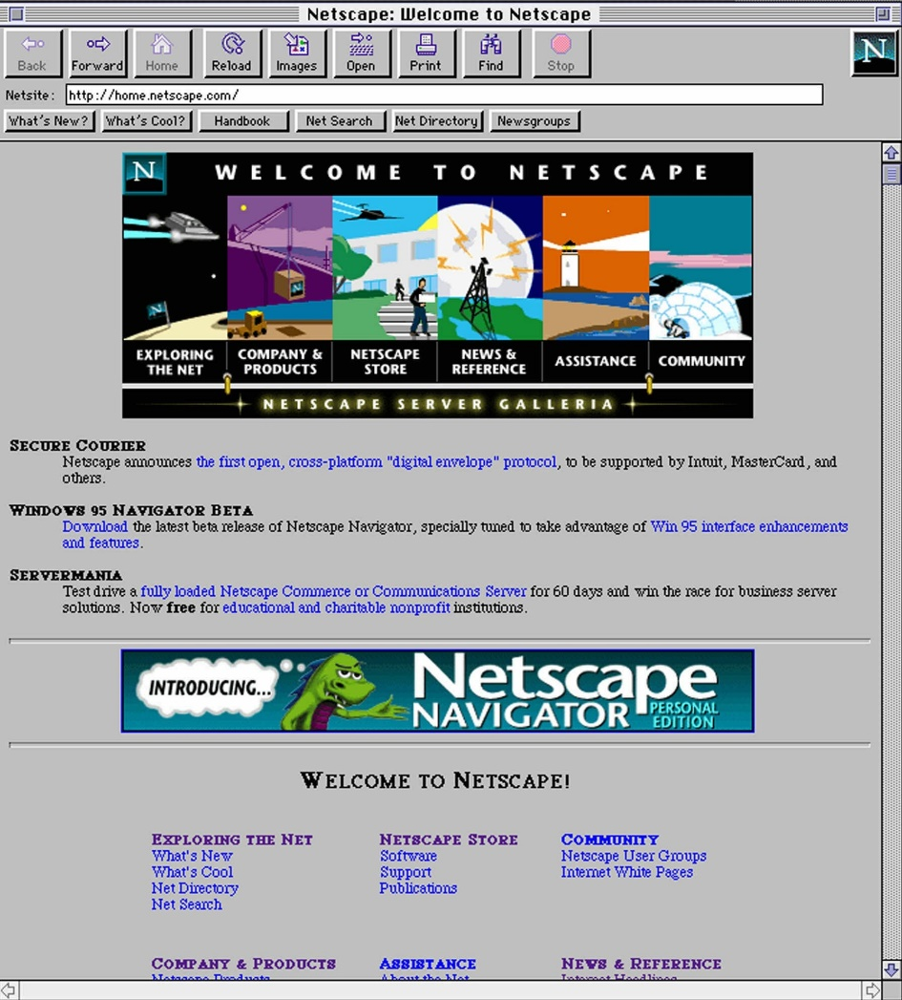 Netscape: Welcome to Netscape
Back Forward Home Reload Images Open Print Find Stop
N
Netsite: http://home.netscape.com/
What's New? What's Cool? Handbook Net Search Net Directory Newsgroups
N WELCOME TO NETSCAPE
EXPLORING THE NET
COMPANY & PRODUCTS
NETSCAPE STORE
NEWS & REFERENCE
ASSISTANCE
COMMUNITY
NETSCAPE SERVER GALLERIA
SECURE COURIER
Netscape announces the first open, cross-platform "digital envelope" protocol, to be supported by Intuit, MasterCard, and
others.
WINDOWS 95 NAVIGATOR BETA
Download the latest beta release of Netscape Navigator, specially tuned to take advantage of Win 95 interface enhancements
and features.
SERVERMANIA
Test drive a fully loaded Netscape Commerce or Communications Server for 60 days and win the race for business server
solutions. Now free for educational and charitable nonprofit institutions.
INTRODUCING...
Netscape
NAVIGATOR PERSONAL EDITION
WELCOME TO NETSCAPE!
EXPLORING THE NET
What's New
What's Cool
Net Directory
Net Search
NETSCAPE STORE
Software
Support
Publications
COMMUNITY
Netscape User Groups
Internet White Pages
COMPANY & PRODUCTS
Netscape Products
ASSISTANCE
About the Net
NEWS & REFERENCE
Internet Headlines